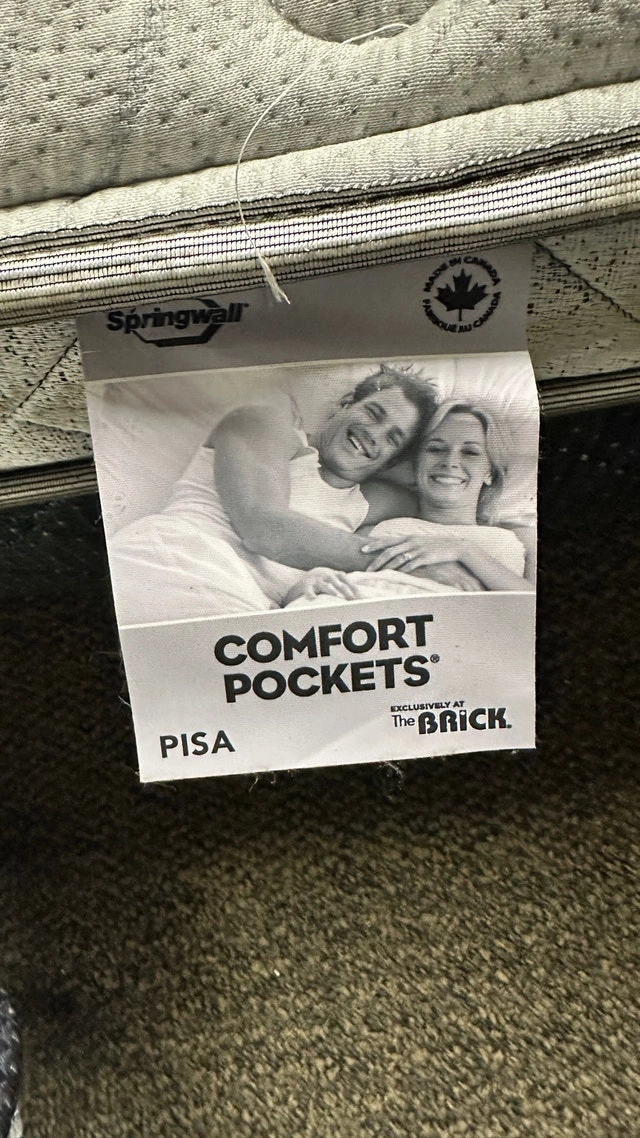 Springwall
MADE IN CANADA
FABRIQUÉ AU CANADA
COMFORT
POCKETS®
EXCLUSIVELY AT
The BRiCK.
PISA